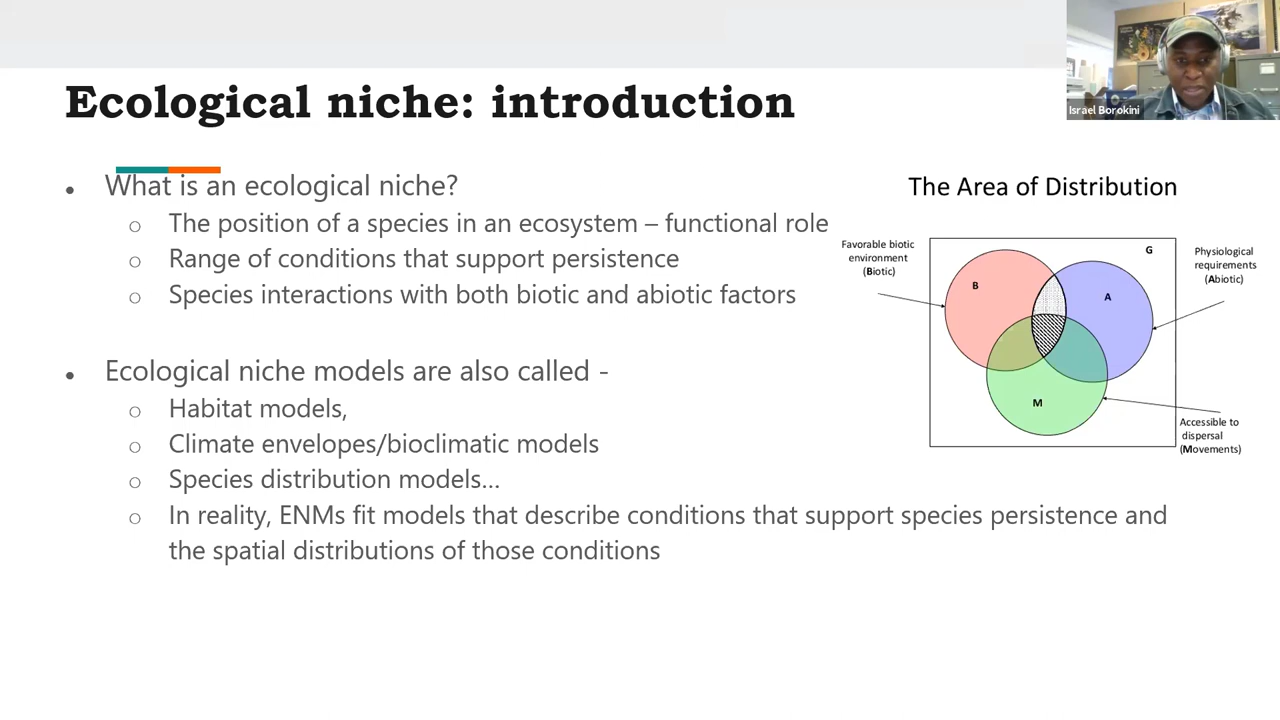 Ecological niche: introduction
Israel Borokini
What is an ecological niche?
The position of a species in an ecosystem – functional role
Range of conditions that support persistence
Species interactions with both biotic and abiotic factors
Ecological niche models are also called -
Habitat models,
Climate envelopes/bioclimatic models
Species distribution models...
In reality, ENMs fit models that describe conditions that support species persistence and
the spatial distributions of those conditions
The Area of Distribution
Favorable biotic
environment
(Biotic)
G
Physiological
requirements
(Abiotic)
B
A
M
Accessible to
dispersal
(Movements)